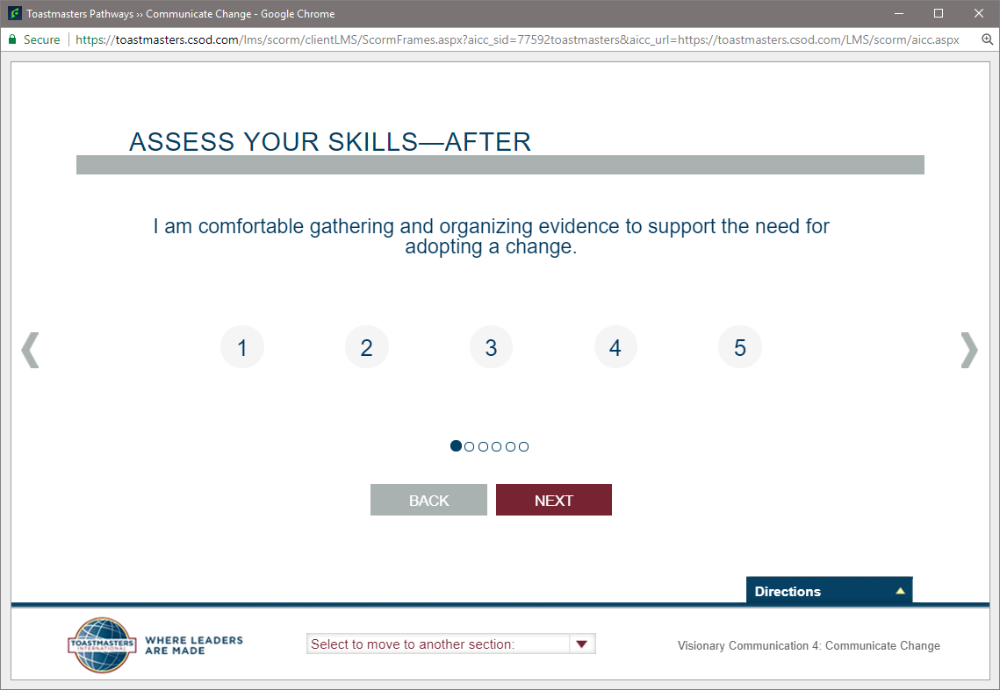 Toastmasters Pathways ›› Communicate Change - Google Chrome
Secure
https://toastmasters.csod.com/lms/scorm/clientLMS/ScormFrames.aspx?aicc_sid=77592toastmasters&aicc_url=https://toastmasters.csod.com/LMS/scorm/aicc.aspx
ASSESS YOUR SKILLS—AFTER
I am comfortable gathering and organizing evidence to support the need for
adopting a change.
1 2 3 4 5
BACK NEXT
Directions
TOASTMASTERS
INTERNATIONAL
WHERE LEADERS
ARE MADE
Select to move to another section:
Visionary Communication 4: Communicate Change